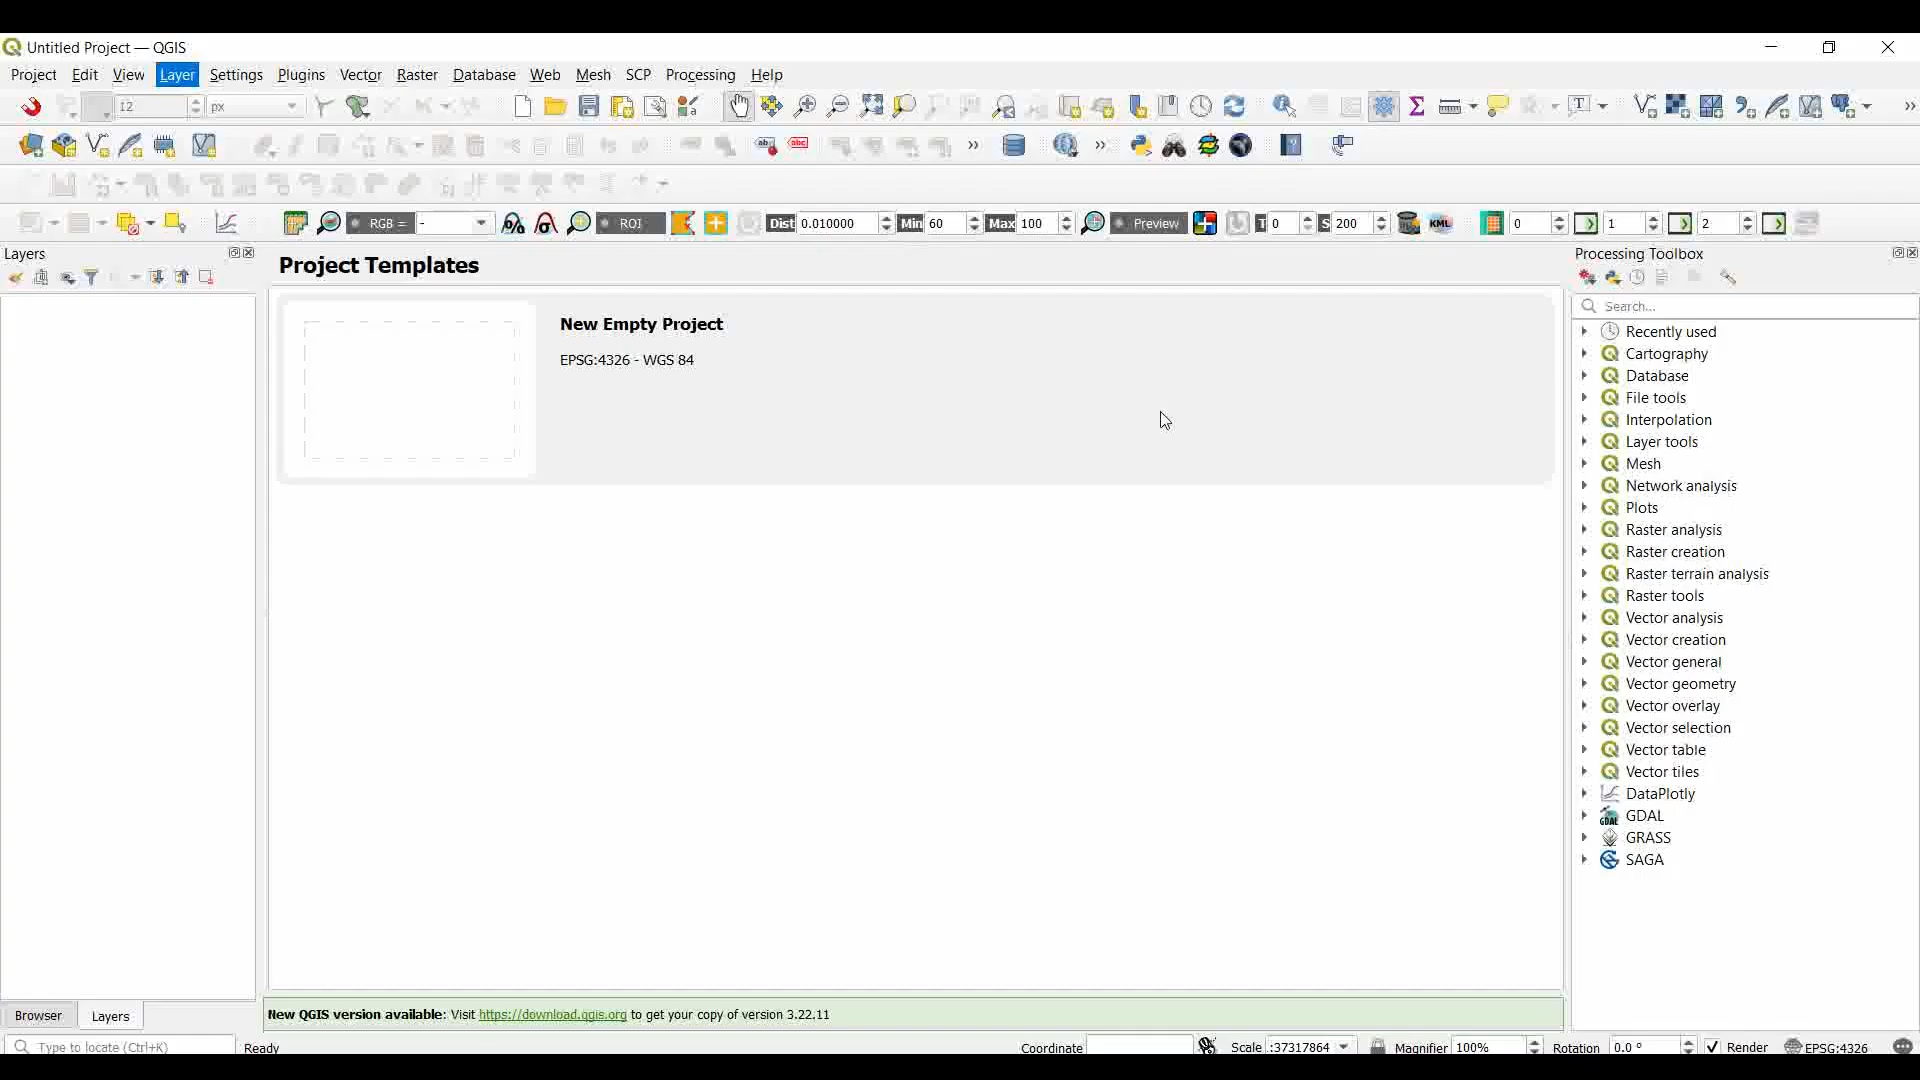 Untitled Project — QGIS
Project Edit View Layer Settings Plugins Vector Raster Database Web Mesh SCP Processing Help
12 px
abc
RGB = - ROI Dist 0.010000 Min 60 Max 100 Preview T 0 S 200 KML 0 1 2
Layers
Project Templates
New Empty Project
EPSG:4326 - WGS 84
Processing Toolbox
Search...
Recently used
Cartography
Database
File tools
Interpolation
Layer tools
Mesh
Network analysis
Plots
Raster analysis
Raster creation
Raster terrain analysis
Raster tools
Vector analysis
Vector creation
Vector general
Vector geometry
Vector overlay
Vector selection
Vector table
Vector tiles
DataPlotly
GDAL
GRASS
SAGA
Browser Layers
New QGIS version available: Visit https://download.qgis.org to get your copy of version 3.22.11
Type to locate (Ctrl+K) Ready Coordinate Scale :37317864 Magnifier 100% Rotation 0.0 ° Render EPSG:4326